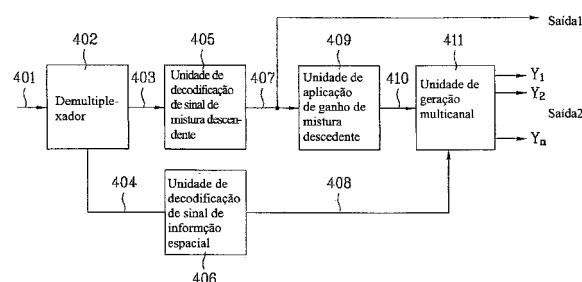 Saída1
402
405
409
411
401
Demultiple-
xador
403
Unidade de
decodificação
de sinal de
mistura descen-
dente
407
Unidade de
aplicação
de ganho de
mistura
descedente
410
Unidade de
geração
multicanal
Y1
Y2
Saída2
Yn
404
Unidade de
decodificação
de sinal de
informção
espacial
408
406